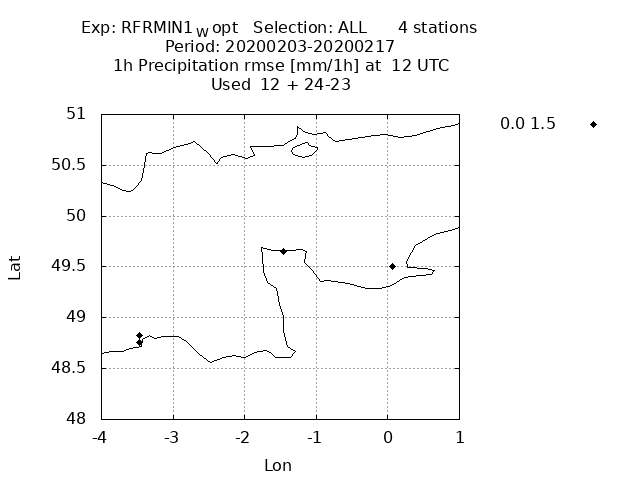 Exp: RFRMIN1wopt   Selection: ALL      4 stations
Period: 20200203-20200217
1h Precipitation rmse [mm/1h] at  12 UTC
Used  12 + 24-23
0.0 1.5
51
50.5
50
49.5
49
48.5
48
Lat
-4 -3 -2 -1 0 1
Lon